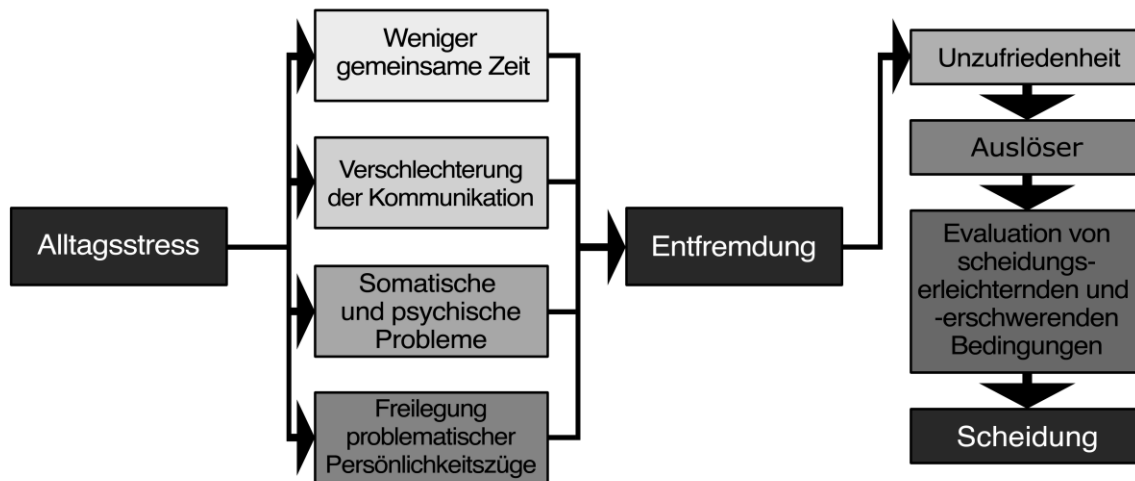 Alltagsstress
Weniger
gemeinsame Zeit
Verschlechterung
der Kommunikation
Somatische
und psychische
Probleme
Freilegung
problematischer
Persönlichkeitszüge
Entfremdung
Unzufriedenheit
Auslöser
Evaluation von
scheidungs-
erleichternden und
-erschwerenden
Bedingungen
Scheidung